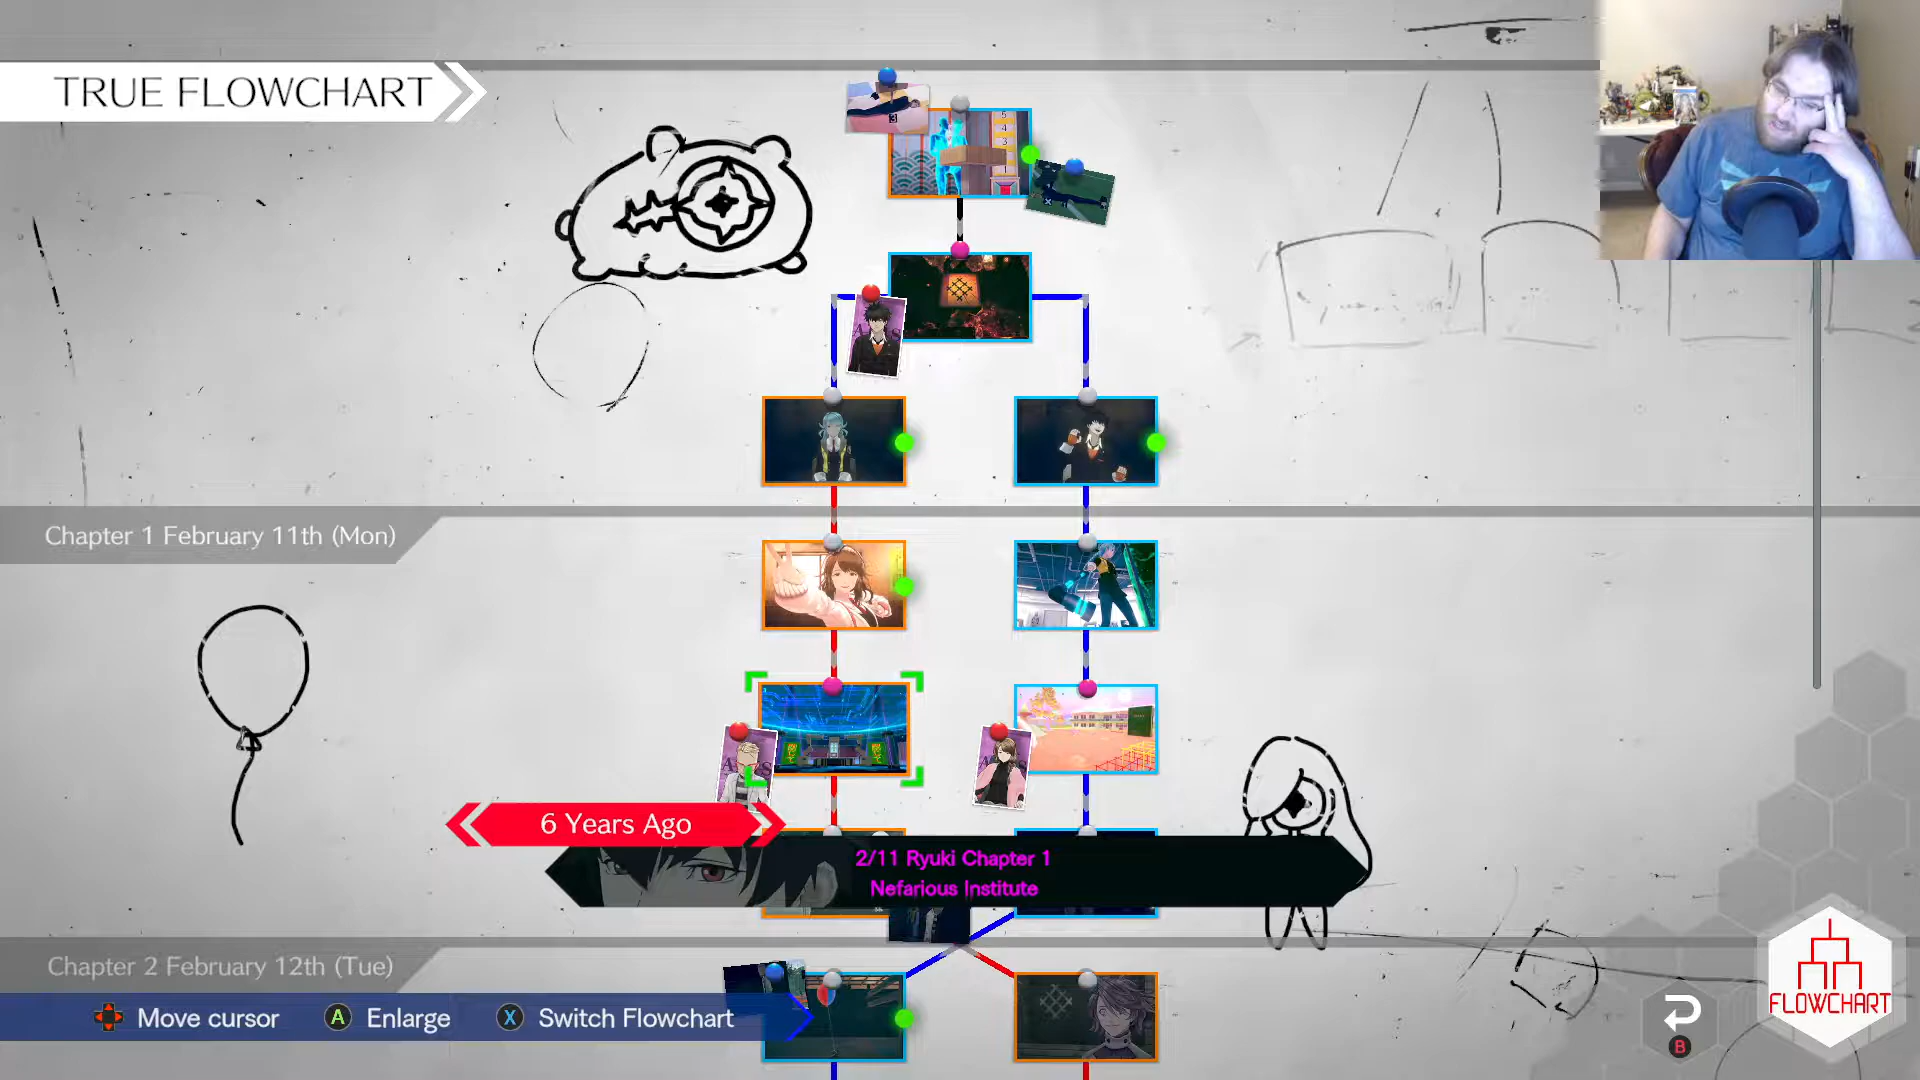 TRUE FLOWCHART
Chapter 1 February 11th (Mon)
6 Years Ago
2/11 Ryuki Chapter 1
Nefarious Institute
Chapter 2 February 12th (Tue)
Move cursor
A Enlarge
X Switch Flowchart
B
FLOWCHART